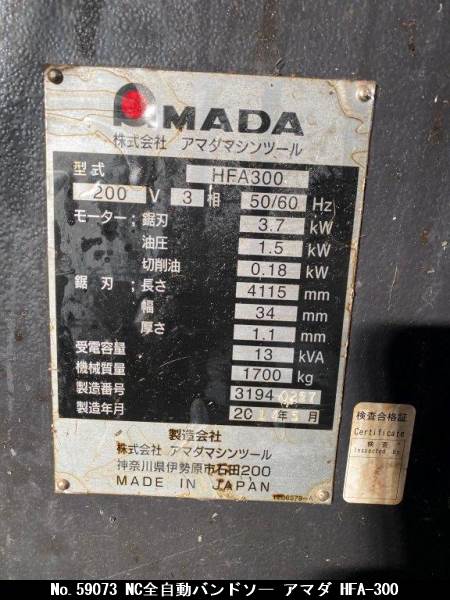 AMADA
株式会社 アマダマシンツール
型式 HFA300
200 V 3 相 50/60 Hz
モーター:鋸刃 3.7 kW
油圧 1.5 kW
切削油 0.18 kW
鋸 刃:長さ 4115 mm
幅 34 mm
厚さ 1.1 mm
受電容量 13 kVA
機械質量 1700 kg
製造番号 3194
製造年月 年 月
製造会社
株式会社 アマダマシンツール
神奈川県伊勢原市石田200
MADE IN JAPAN
検査合格証
Certificate
検査
Inspected by
No.59073 NC全自動バンドソー アマダ HFA-300